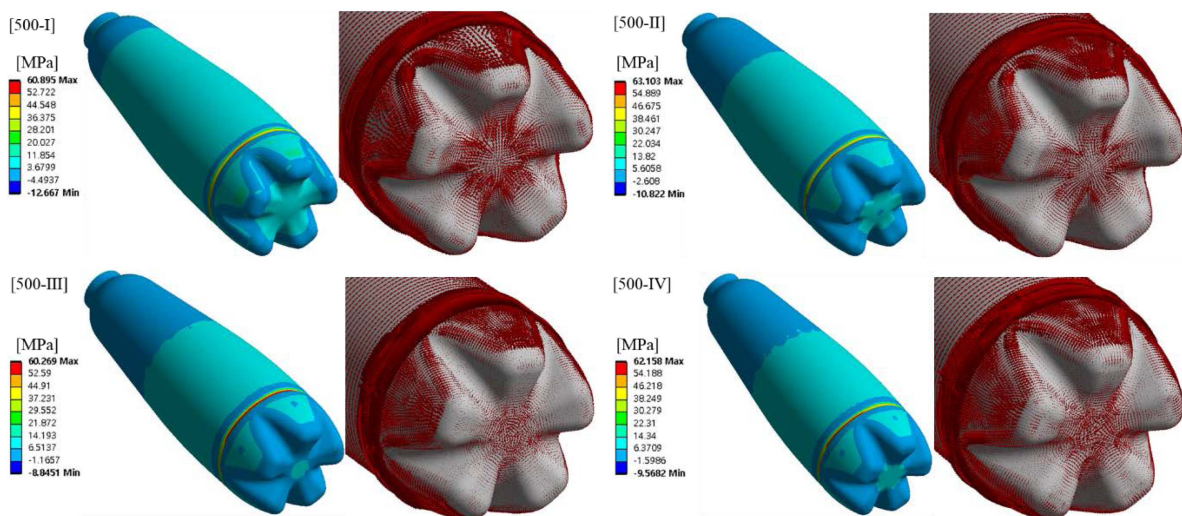 [500-I]
[MPa]
60.895 Max
52.722
44.548
36.375
28.201
20.027
11.854
3.6799
-4.4937
-12.667 Min
[500-II]
[MPa]
63.103 Max
54.889
46.675
38.461
30.247
22.034
13.82
5.6058
-2.608
-10.822 Min
[500-III]
[MPa]
60.269 Max
52.59
44.91
37.231
29.552
21.872
14.193
6.5137
-1.1657
-8.8451 Min
[500-IV]
[MPa]
62.158 Max
54.188
46.218
38.249
30.279
22.31
14.34
6.3709
-1.5986
-9.5682 Min